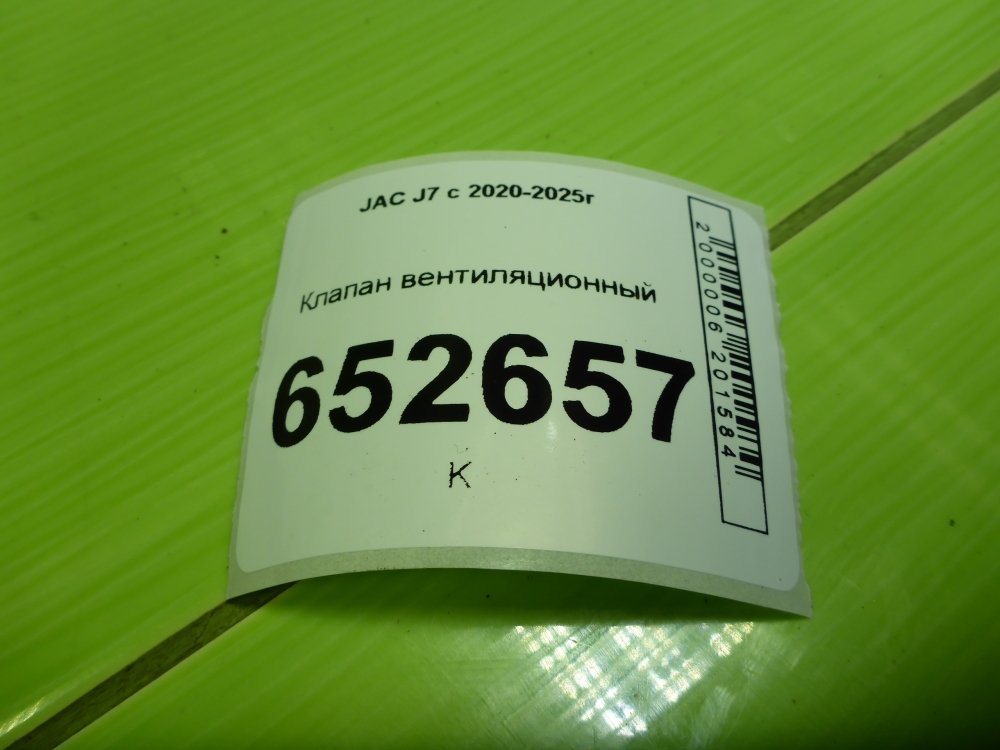 JAC J7 с 2020-2025г
Клапан вентиляционный
652657
К
2000006201584